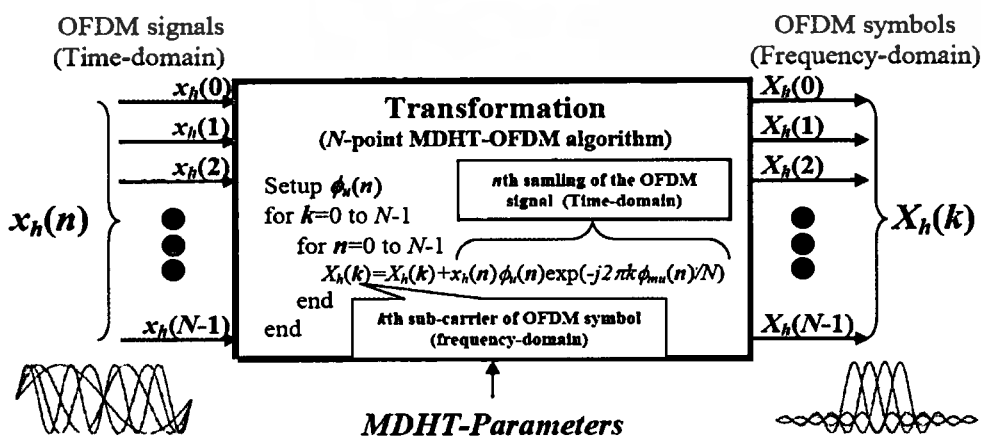 OFDM signals
(Time-domain)
OFDM symbols
(Frequency-domain)
x_h(0)
x_h(1)
x_h(2)
x_h(n)
x_h(N-1)
Transformation
(N-point MDHT-OFDM algorithm)
Setup ϕ_u(n)
for k=0 to N-1
for n=0 to N-1
X_h(k)=X_h(k)+x_h(n)ϕ_u(n)exp(-j2πkϕ_mu(n)/N)
end
end
nth samling of the OFDM
signal (Time-domain)
kth sub-carrier of OFDM symbol
(frequency-domain)
X_h(0)
X_h(1)
X_h(2)
X_h(k)
X_h(N-1)
MDHT-Parameters